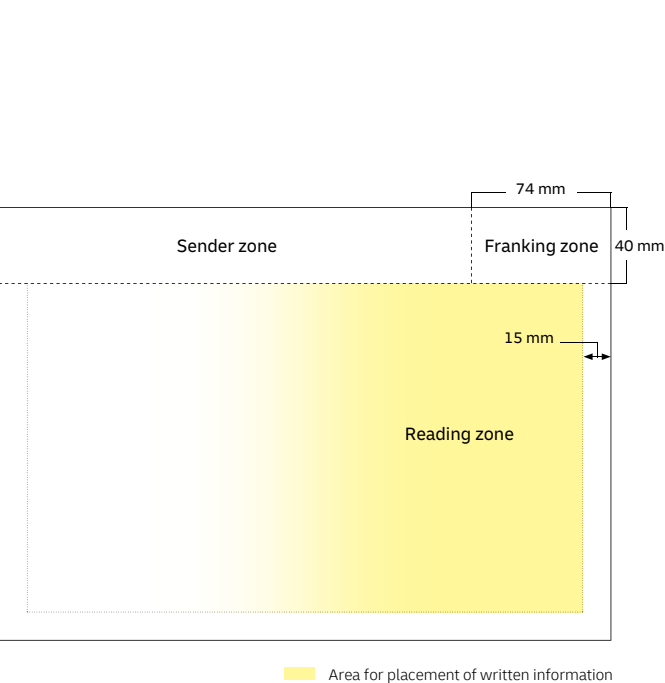 74 mm
Sender zone
Franking zone
40 mm
15 mm
Reading zone
Area for placement of written information